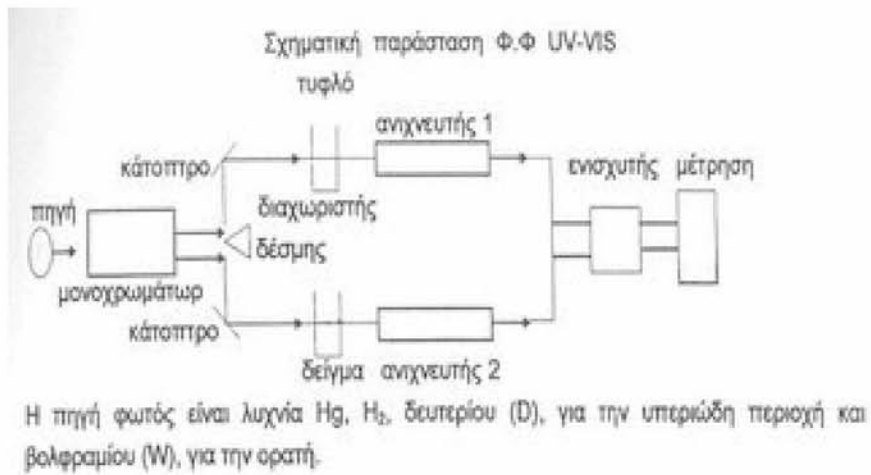 Σχηματική παράσταση Φ.Φ UV-VIS
τυφλό
ανιχνευτής 1
κάτοπτρο
ενισχυτής μέτρηση
πηγή
διαχωριστής
δέσμης
μονοχρωμάτωρ
κάτοπτρο
δείγμα ανιχνευτής 2
Η πηγή φωτός είναι λυχνία Hg, H₂, δευτερίου (D), για την υπεριώδη περιοχή και
βολφραμίου (W), για την ορατή.